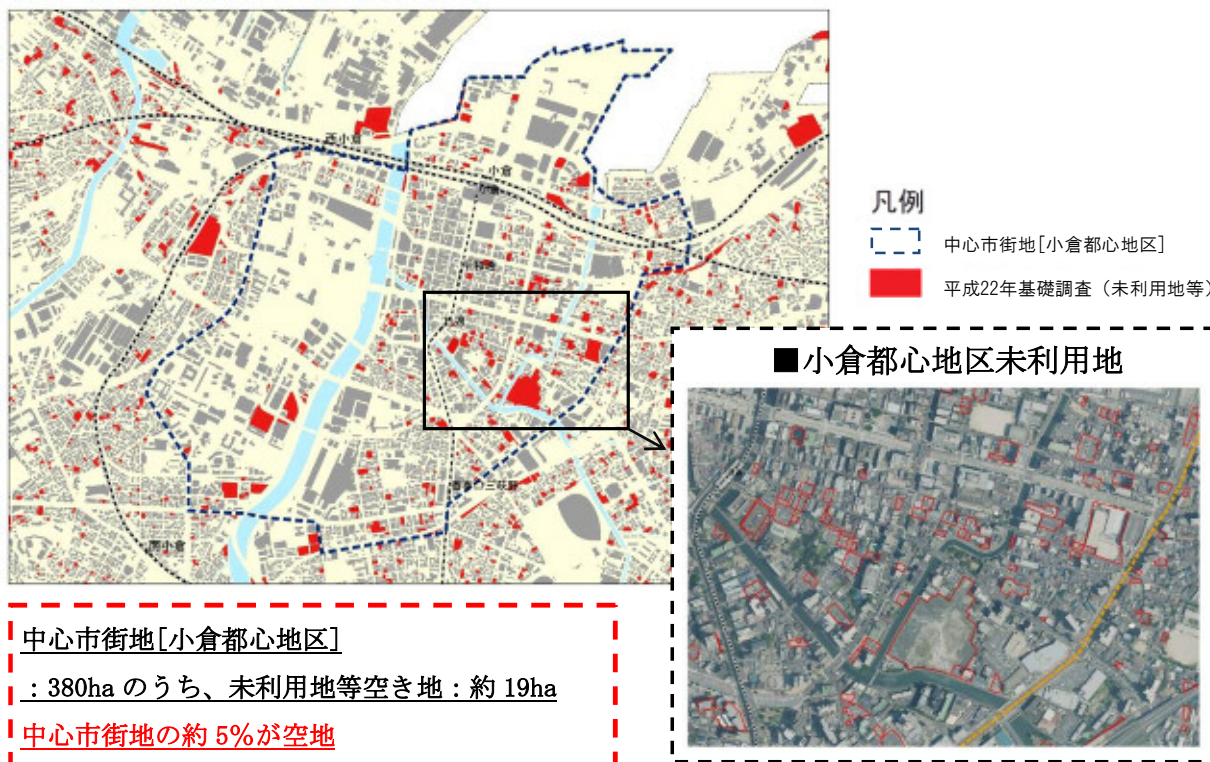 西小倉
小倉
凡例
中心市街地[小倉都心地区]
平成22年基礎調査（未利用地等）
■小倉都心地区未利用地
南小倉
中心市街地[小倉都心地区]
：380ha のうち、未利用地等空き地：約 19ha
中心市街地の約 5%が空地